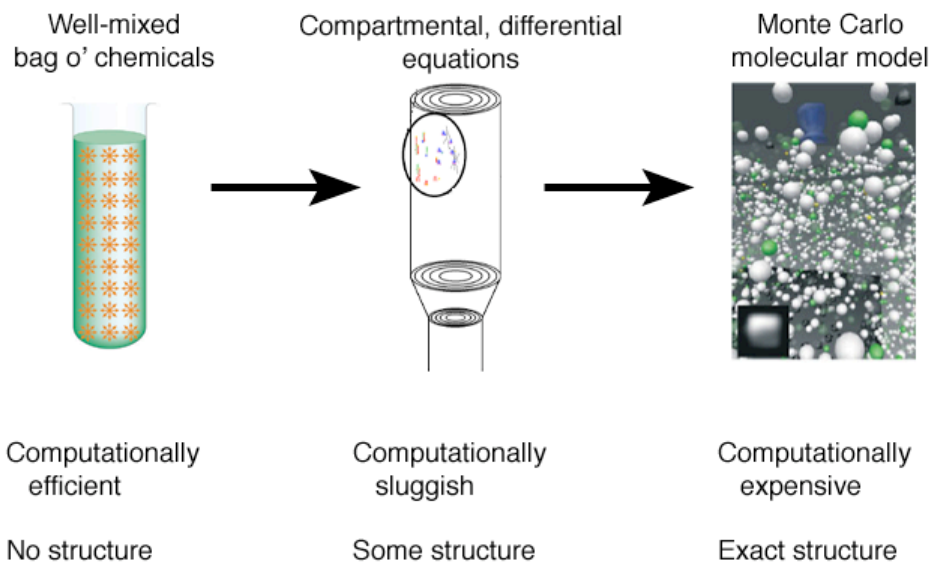 Well-mixed
bag o' chemicals
Compartmental, differential
equations
Monte Carlo
molecular model
Computationally
efficient
Computationally
sluggish
Computationally
expensive
No structure
Some structure
Exact structure